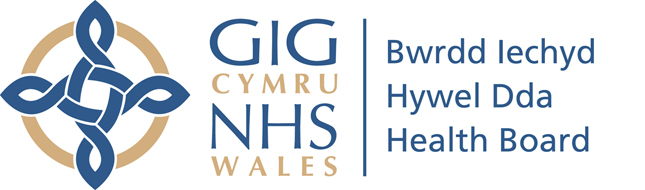 GIG
CYMRU
NHS
WALES
Bwrdd Iechyd
Hywel Dda
Health Board